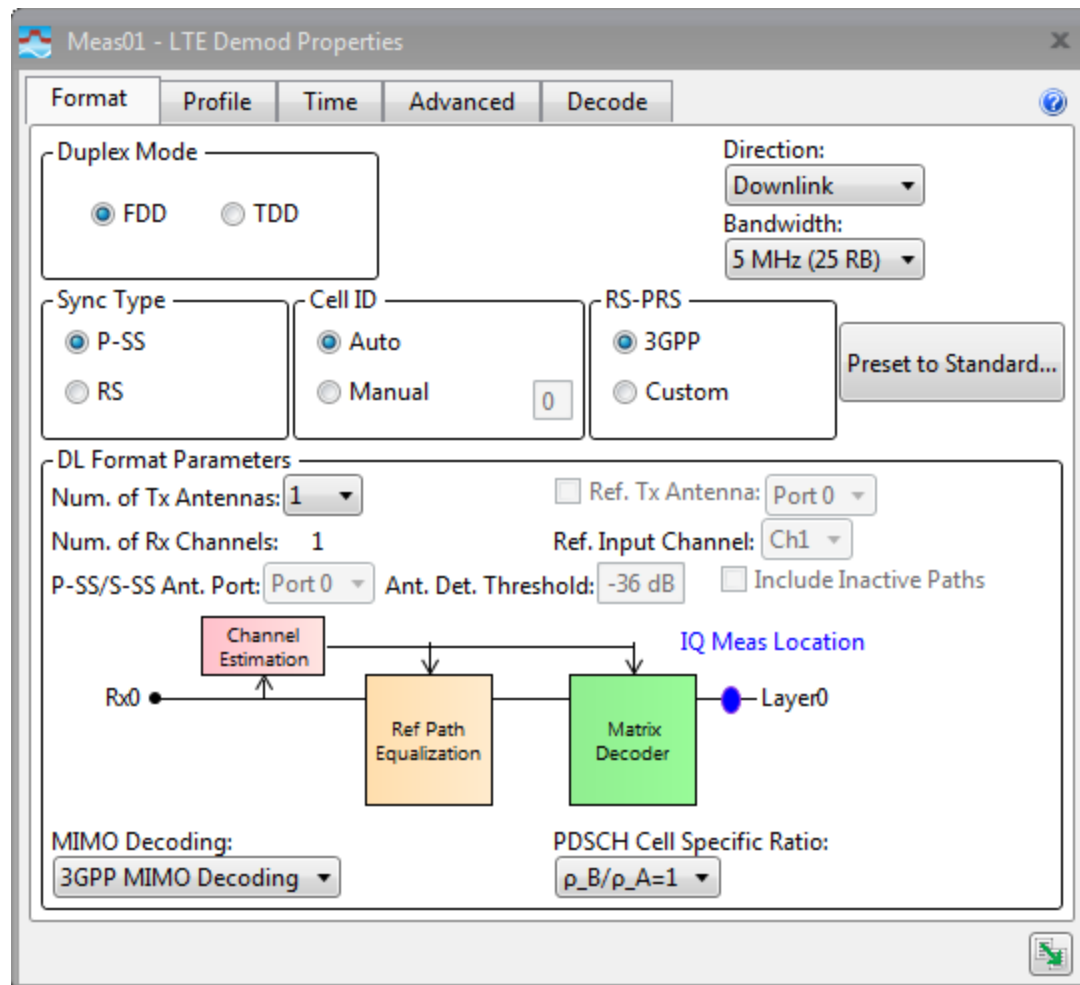 Meas01 - LTE Demod Properties
Format Profile Time Advanced Decode
Duplex Mode
FDD TDD
Direction:
Downlink
Bandwidth:
5 MHz (25 RB)
Sync Type
P-SS
RS
Cell ID
Auto
Manual 0
RS-PRS
3GPP
Custom
Preset to Standard...
DL Format Parameters
Num. of Tx Antennas: 1 Ref. Tx Antenna: Port 0
Num. of Rx Channels: 1 Ref. Input Channel: Ch1
P-SS/S-SS Ant. Port: Port 0 Ant. Det. Threshold: -36 dB Include Inactive Paths
Channel
Estimation
IQ Meas Location
Rx0
Layer0
Ref Path
Equalization
Matrix
Decoder
MIMO Decoding:
3GPP MIMO Decoding
PDSCH Cell Specific Ratio:
ρ_B/ρ_A=1